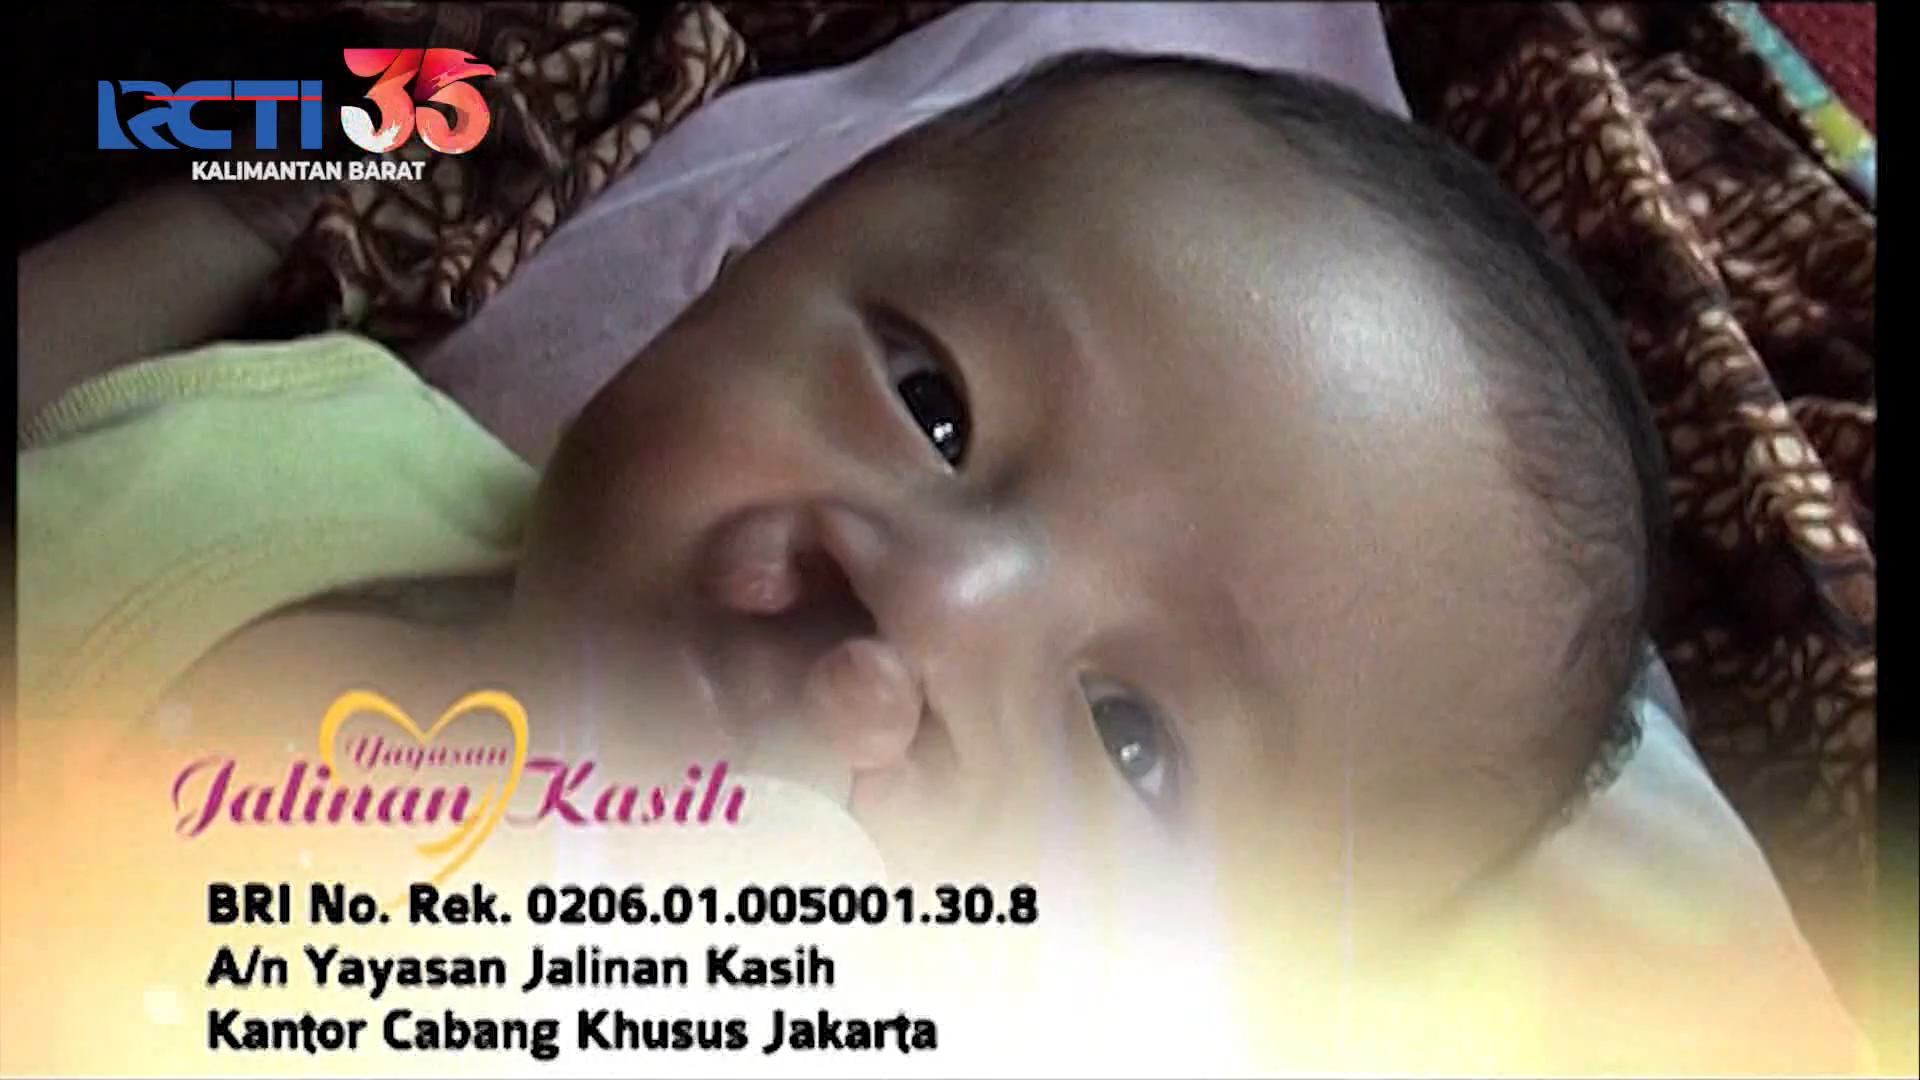 RCTI 35
KALIMANTAN BARAT
Yayasan
Jalinan Kasih
BRI No. Rek. 0206.01.005001.30.8
A/n Yayasan Jalinan Kasih
Kantor Cabang Khusus Jakarta